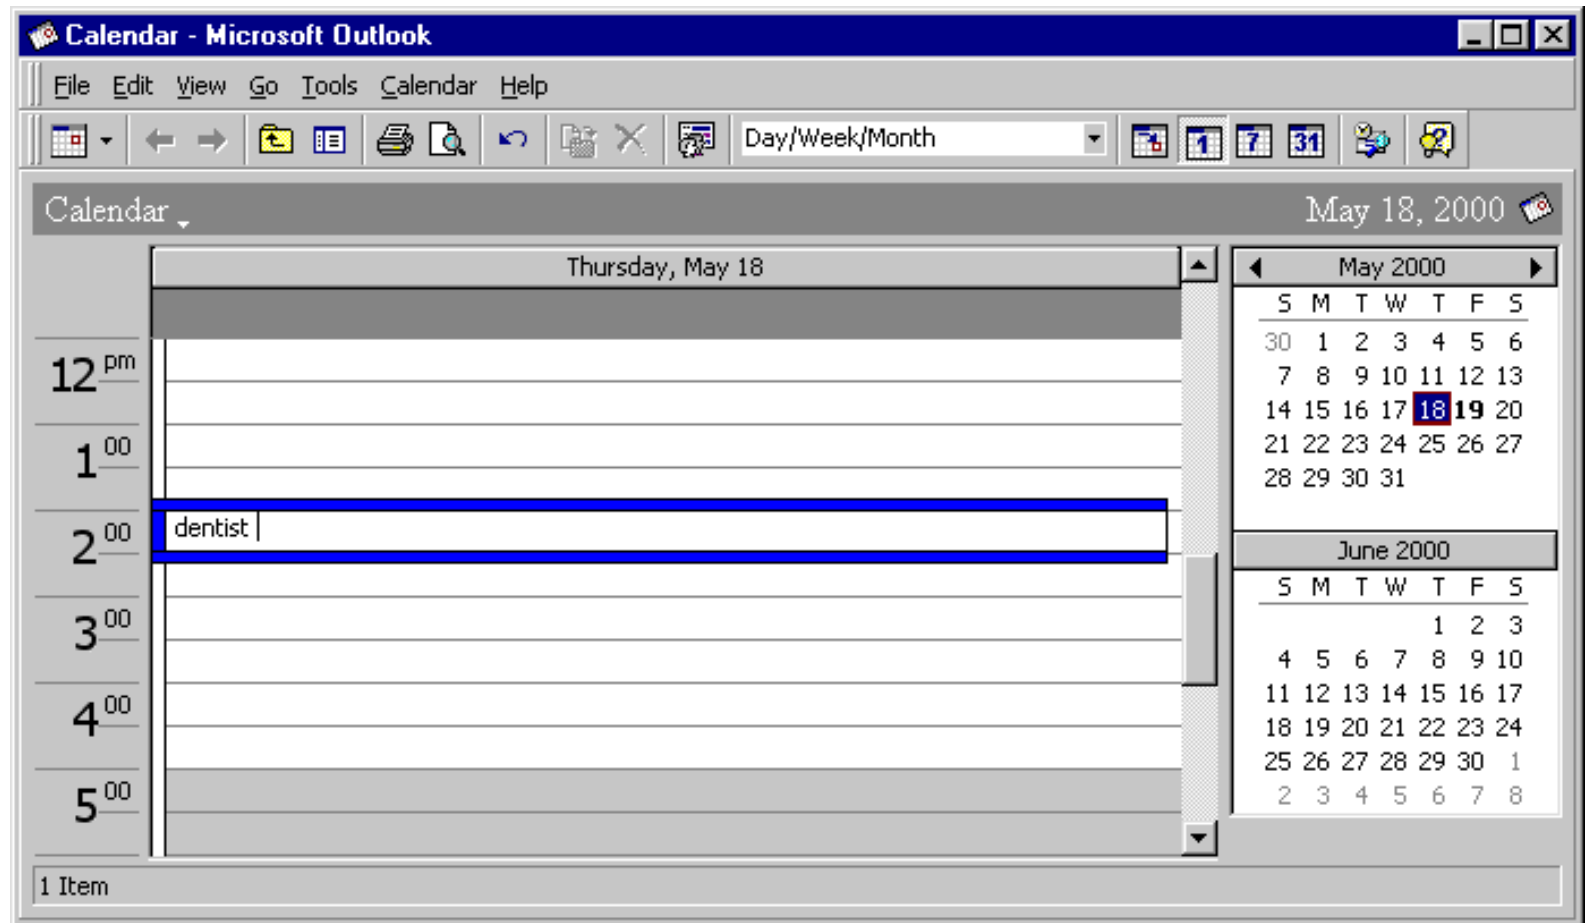 Calendar - Microsoft Outlook
File Edit View Go Tools Calendar Help
Day/Week/Month 1 7 31
Calendar May 18, 2000
Thursday, May 18
12 pm
1 00
2 00 dentist
3 00
4 00
5 00
May 2000
S M T W T F S
30 1 2 3 4 5 6
7 8 9 10 11 12 13
14 15 16 17 18 19 20
21 22 23 24 25 26 27
28 29 30 31
June 2000
S M T W T F S
1 2 3
4 5 6 7 8 9 10
11 12 13 14 15 16 17
18 19 20 21 22 23 24
25 26 27 28 29 30 1
2 3 4 5 6 7 8
1 Item